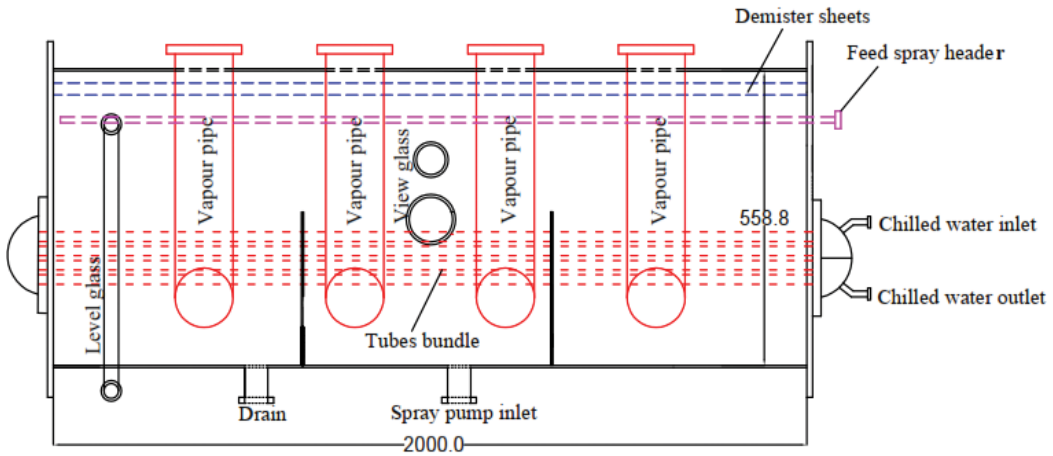 Demister sheets
Feed spray header
Vapour pipe
Vapour pipe
View glass
Vapour pipe
Vapour pipe
558.8
Chilled water inlet
Level glass
Chilled water outlet
Tubes bundle
Drain
Spray pump inlet
2000.0